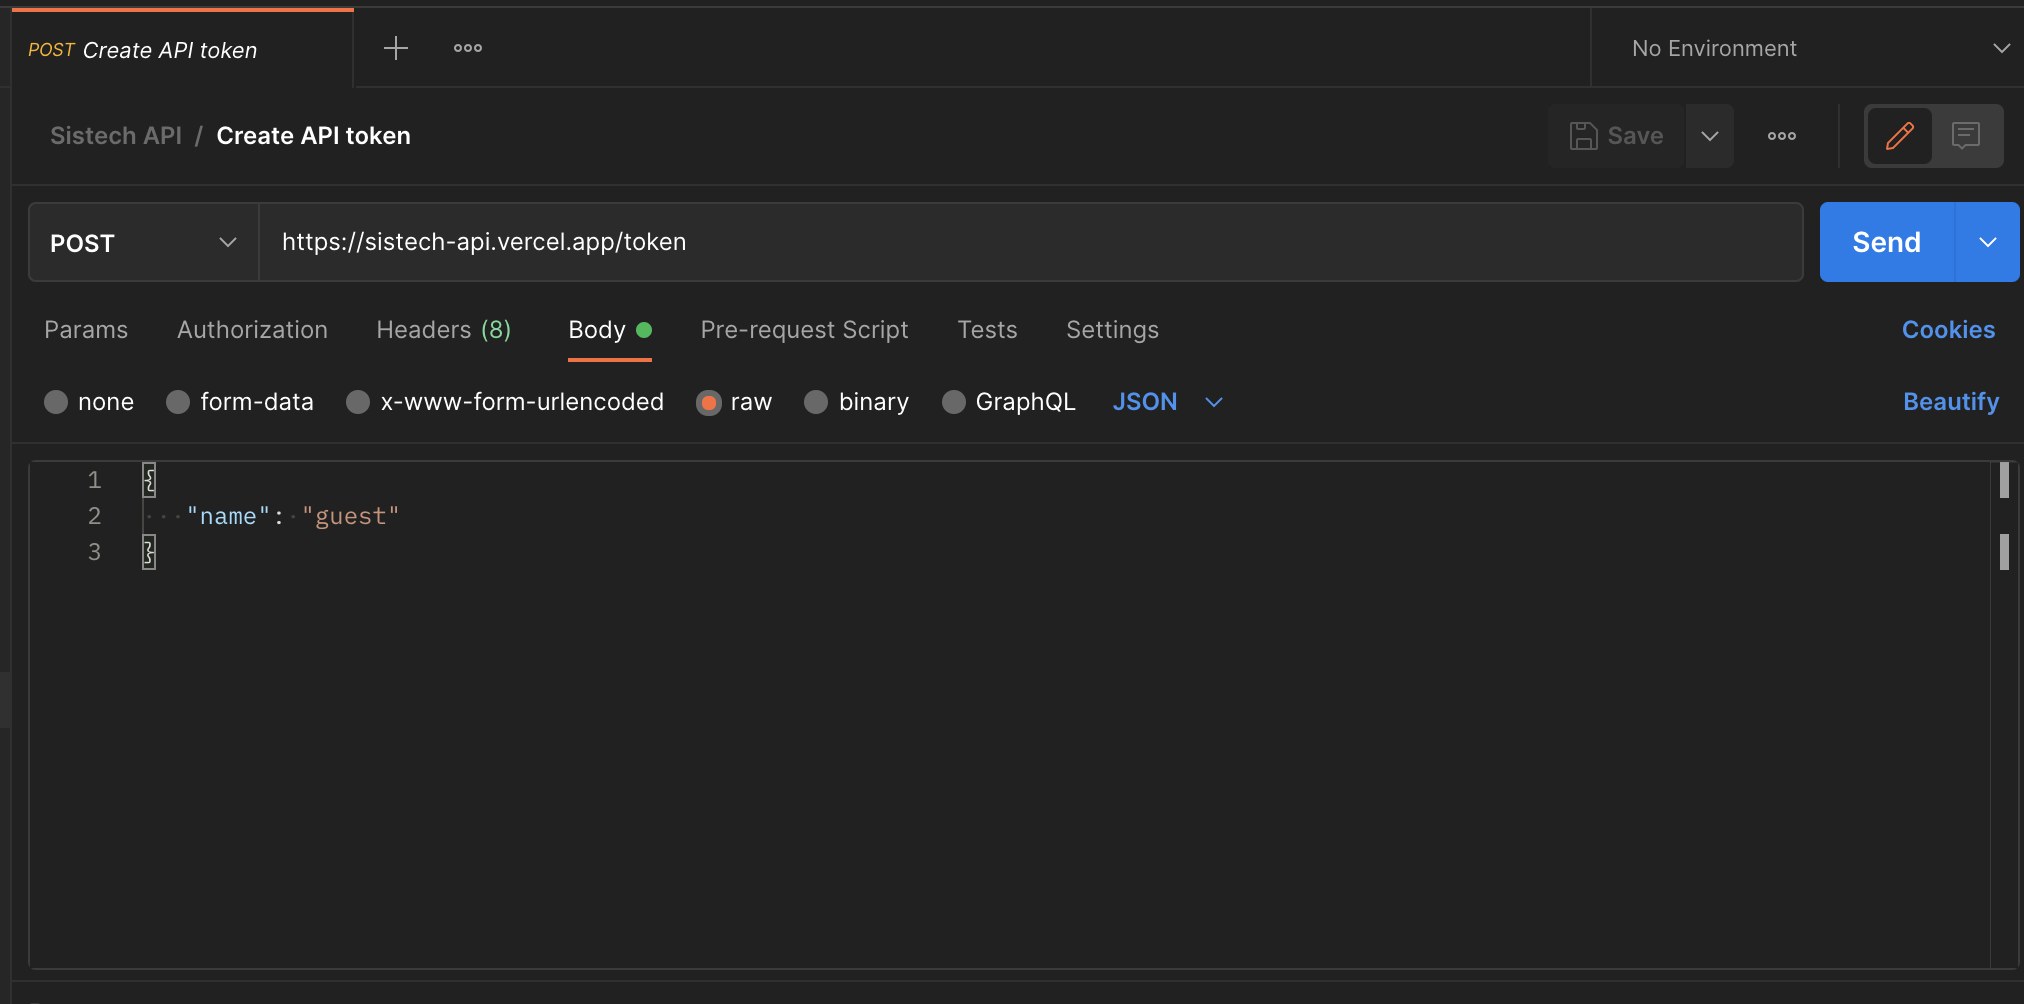 POST Create API token
No Environment
Sistech API / Create API token
Save
POST
https://sistech-api.vercel.app/token
Send
Params Authorization Headers (8) Body Pre-request Script Tests Settings Cookies
none form-data x-www-form-urlencoded raw binary GraphQL JSON Beautify
1 {
2 "name": "guest"
3 }